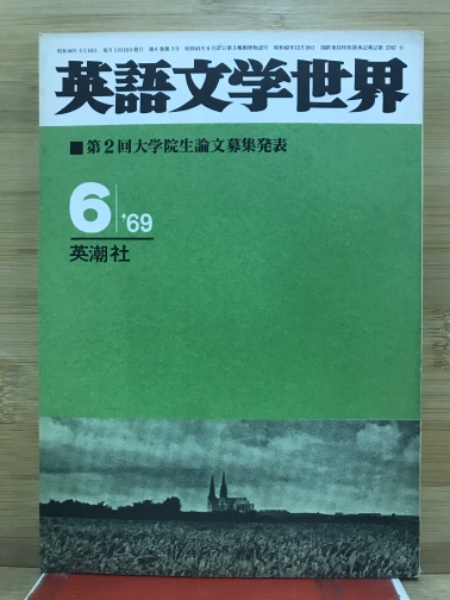 英語文学世界
■第2回大学院生論文募集発表
6 '69
英潮社